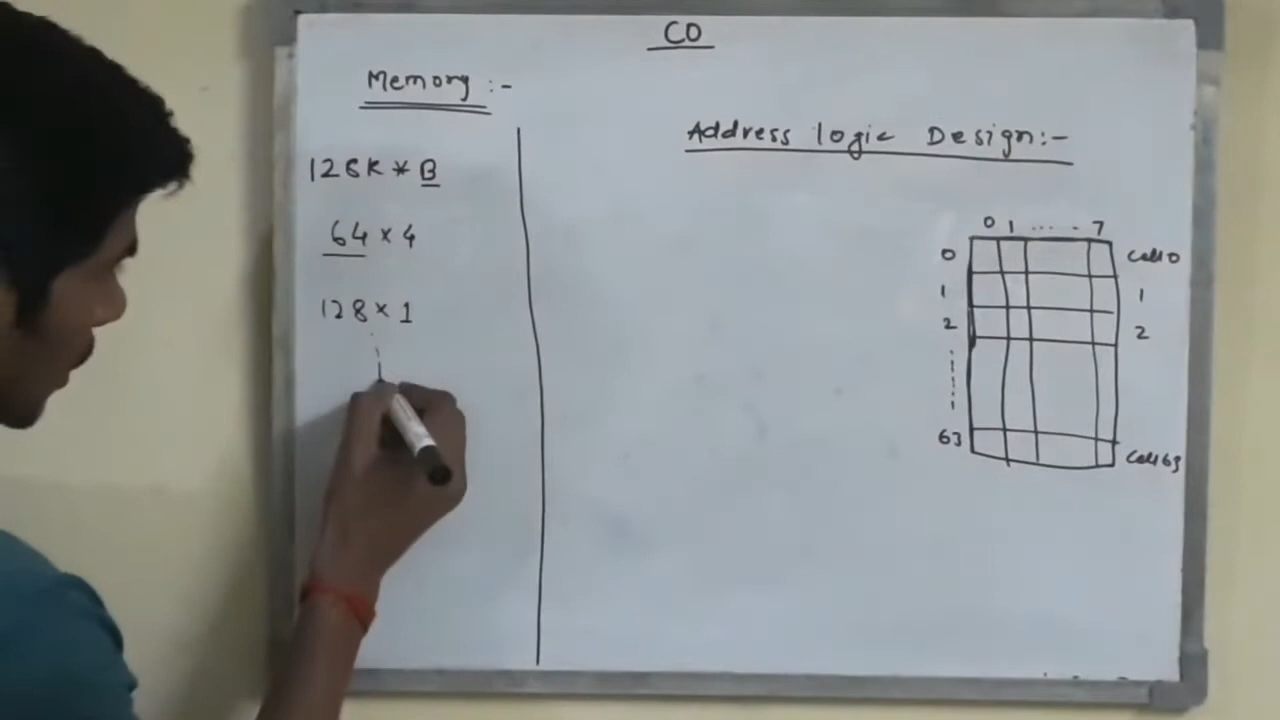 CO
Memory :-
128K * B
64 × 4
128 × 1
Address logic Design :-
0 1 .... - 7
0 Cell 0
1 1
2 2
63 Cell 63